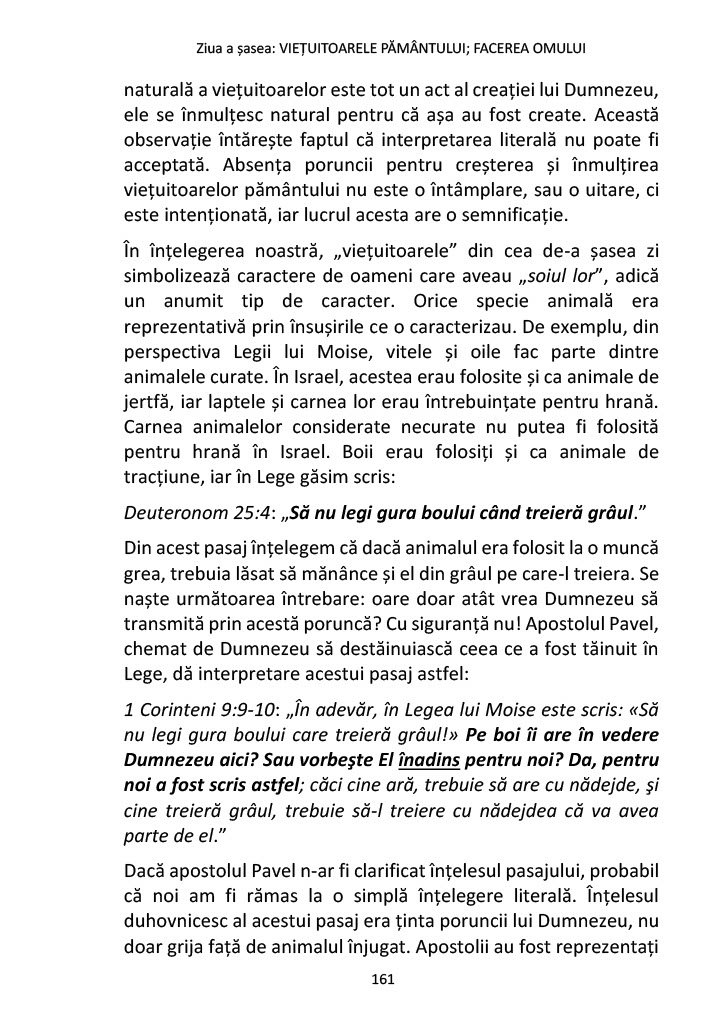 Ziua a șasea: VIEȚUITOARELE PĂMÂNTULUI; FACEREA OMULUI
naturală a viețuitoarelor este tot un act al creației lui Dumnezeu,
ele se înmulțesc natural pentru că așa au fost create. Această
observație întărește faptul că interpretarea literală nu poate fi
acceptată. Absența poruncii pentru creșterea și înmulțirea
viețuitoarelor pământului nu este o întâmplare, sau o uitare, ci
este intenționată, iar lucrul acesta are o semnificație.
În înțelegerea noastră, „viețuitoarele” din cea de-a șasea zi
simbolizează caractere de oameni care aveau „soiul lor”, adică
un anumit tip de caracter. Orice specie animală era
reprezentativă prin însușirile ce o caracterizau. De exemplu, din
perspectiva Legii lui Moise, vitele și oile fac parte dintre
animalele curate. În Israel, acestea erau folosite și ca animale de
jertfă, iar laptele și carnea lor erau întrebuințate pentru hrană.
Carnea animalelor considerate necurate nu putea fi folosită
pentru hrană în Israel. Boii erau folosiți și ca animale de
tracțiune, iar în Lege găsim scris:
Deuteronom 25:4: „Să nu legi gura boului când treieră grâul.”
Din acest pasaj înțelegem că dacă animalul era folosit la o muncă
grea, trebuia lăsat să mănânce și el din grâul pe care-l treiera. Se
naște următoarea întrebare: oare doar atât vrea Dumnezeu să
transmită prin acestă poruncă? Cu siguranță nu! Apostolul Pavel,
chemat de Dumnezeu să destăinuiască ceea ce a fost tăinuit în
Lege, dă interpretare acestui pasaj astfel:
1 Corinteni 9:9-10: „În adevăr, în Legea lui Moise este scris: «Să
nu legi gura boului care treieră grâul!» Pe boi îi are în vedere
Dumnezeu aici? Sau vorbeşte El înadins pentru noi? Da, pentru
noi a fost scris astfel; căci cine ară, trebuie să are cu nădejde, şi
cine treieră grâul, trebuie să-l treiere cu nădejdea că va avea
parte de el.”
Dacă apostolul Pavel n-ar fi clarificat înțelesul pasajului, probabil
că noi am fi rămas la o simplă înțelegere literală. Înțelesul
duhovnicesc al acestui pasaj era ținta poruncii lui Dumnezeu, nu
doar grija față de animalul înjugat. Apostolii au fost reprezentați
161